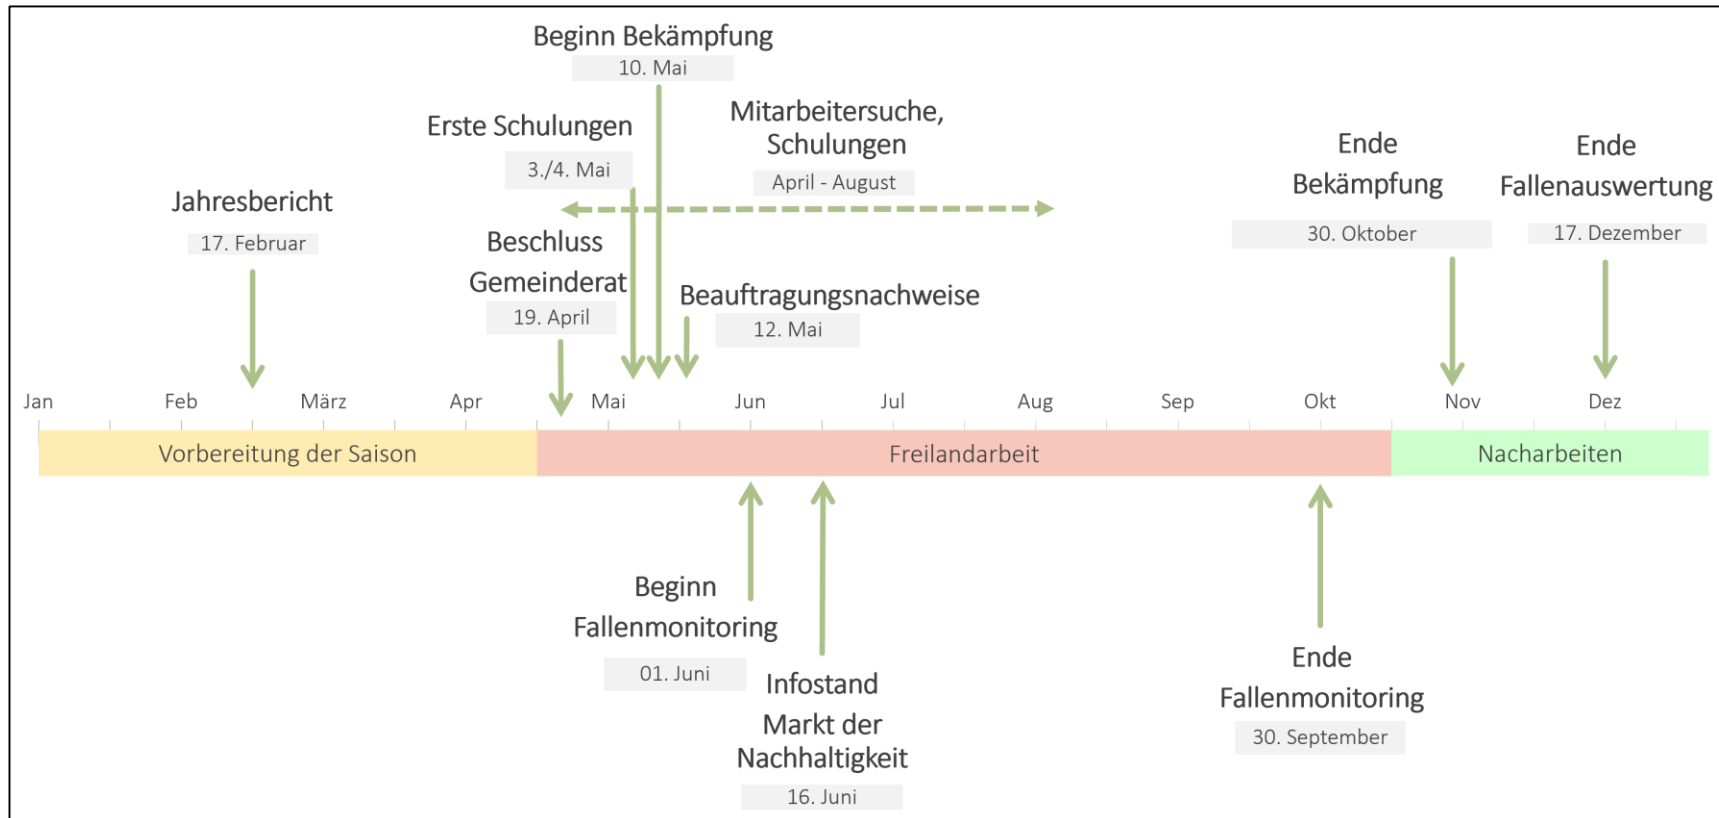 Beginn Bekämpfung
10. Mai
Erste Schulungen
3./4. Mai
Mitarbeitersuche,
Schulungen
April - August
Jahresbericht
17. Februar
Beschluss
Gemeinderat
19. April
Beauftragungsnachweise
12. Mai
Ende
Bekämpfung
30. Oktober
Ende
Fallenauswertung
17. Dezember
Jan Feb März Apr Mai Jun Jul Aug Sep Okt Nov Dez
Vorbereitung der Saison Freilandarbeit Nacharbeiten
Beginn
Fallenmonitoring
01. Juni
Infostand
Markt der
Nachhaltigkeit
16. Juni
Ende
Fallenmonitoring
30. September